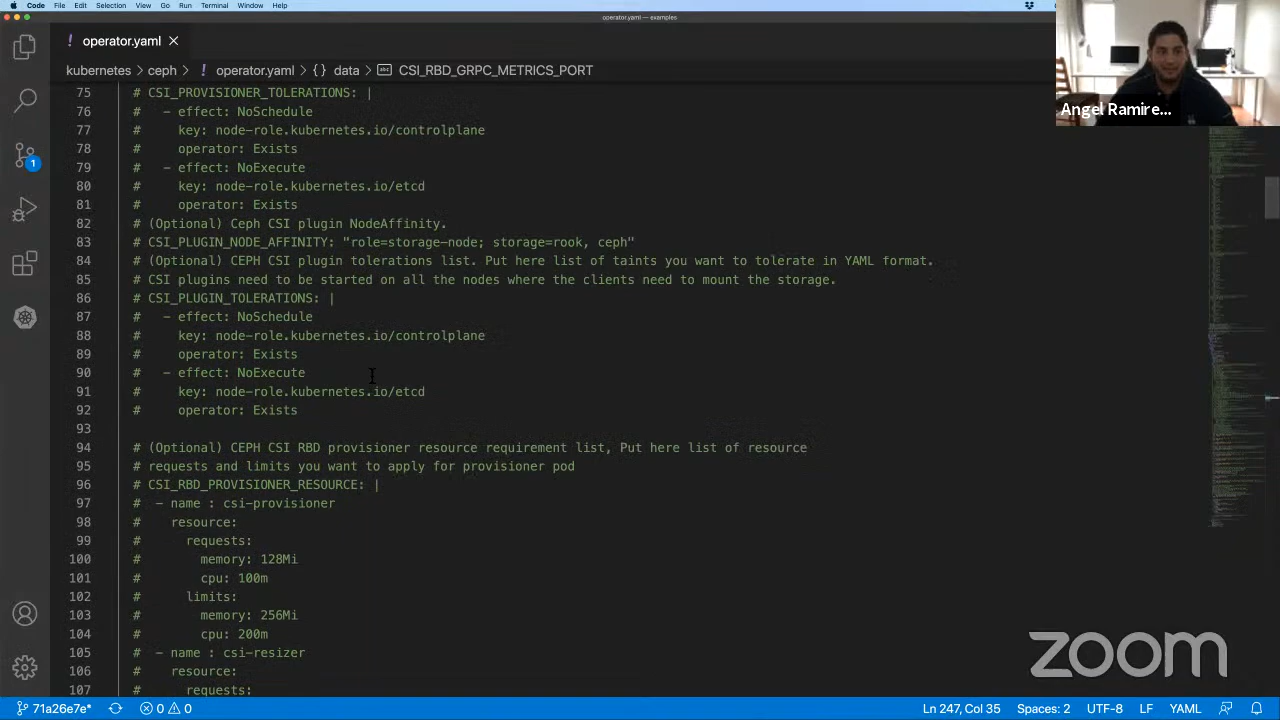 Code File Edit Selection View Go Run Terminal Window Help
operator.yaml — examples
! operator.yaml ×
kubernetes > ceph > ! operator.yaml > {} data > abc CSI_RBD_GRPC_METRICS_PORT
75 # CSI_PROVISIONER_TOLERATIONS: |
76 #   - effect: NoSchedule
77 #     key: node-role.kubernetes.io/controlplane
78 #     operator: Exists
79 #   - effect: NoExecute
80 #     key: node-role.kubernetes.io/etcd
81 #     operator: Exists
82 # (Optional) Ceph CSI plugin NodeAffinity.
83 # CSI_PLUGIN_NODE_AFFINITY: "role=storage-node; storage=rook, ceph"
84 # (Optional) CEPH CSI plugin tolerations list. Put here list of taints you want to tolerate in YAML format.
85 # CSI plugins need to be started on all the nodes where the clients need to mount the storage.
86 # CSI_PLUGIN_TOLERATIONS: |
87 #   - effect: NoSchedule
88 #     key: node-role.kubernetes.io/controlplane
89 #     operator: Exists
90 #   - effect: NoExecute
91 #     key: node-role.kubernetes.io/etcd
92 #     operator: Exists
93
94 # (Optional) CEPH CSI RBD provisioner resource requirement list, Put here list of resource
95 # requests and limits you want to apply for provisioner pod
96 # CSI_RBD_PROVISIONER_RESOURCE: |
97 #  - name : csi-provisioner
98 #    resource:
99 #      requests:
100 #        memory: 128Mi
101 #        cpu: 100m
102 #      limits:
103 #        memory: 256Mi
104 #        cpu: 200m
105 #  - name : csi-resizer
106 #    resource:
107 #      requests:
1
Angel Ramire...
zoom
71a26e7e* 0 0 Ln 247, Col 35 Spaces: 2 UTF-8 LF YAML